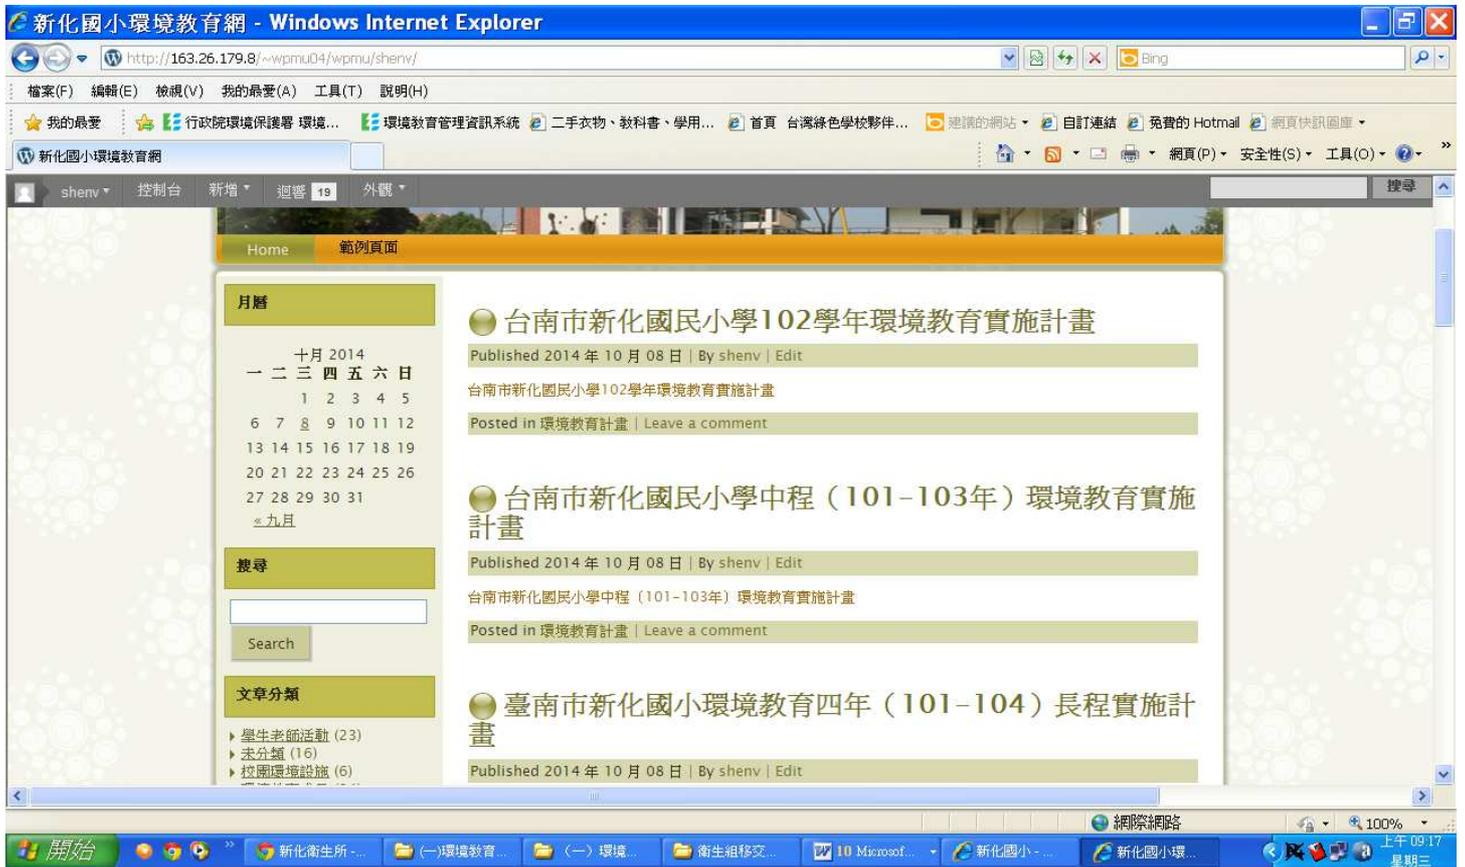 新化國小環境教育網 - Windows Internet Explorer
http://163.26.179.8/~wpmu04/wpmu/shenv/
Bing
檔案(F) 編輯(E) 檢視(V) 我的最愛(A) 工具(T) 說明(H)
我的最愛 行政院環境保護署 環境... 環境教育管理資訊系統 二手衣物、教科書、學用... 首頁 台灣綠色學校夥伴... 建議的網站 自訂連結 免費的 Hotmail 網頁快訊圖庫
新化國小環境教育網
網頁(P) 安全性(S) 工具(O) »
shenv 控制台 新增 迴響 19 外觀
搜尋
Home 範例頁面
月曆
十月 2014
一 二 三 四 五 六 日
1 2 3 4 5
6 7 8 9 10 11 12
13 14 15 16 17 18 19
20 21 22 23 24 25 26
27 28 29 30 31
« 九月
搜尋
Search
文章分類
學生老師活動 (23)
未分類 (16)
校園環境設施 (6)
台南市新化國民小學102學年環境教育實施計畫
Published 2014 年 10 月 08 日 | By shenv | Edit
台南市新化國民小學102學年環境教育實施計畫
Posted in 環境教育計畫 | Leave a comment
台南市新化國民小學中程（101-103年）環境教育實施
計畫
Published 2014 年 10 月 08 日 | By shenv | Edit
台南市新化國民小學中程（101-103年）環境教育實施計畫
Posted in 環境教育計畫 | Leave a comment
臺南市新化國小環境教育四年（101-104）長程實施計
畫
Published 2014 年 10 月 08 日 | By shenv | Edit
網際網路
100%
開始
新化衛生所 -...
(一)環境教育...
（一）環境...
衛生組移交...
10 Microsof...
新化國小 - ...
新化國小環...
上午 09:17
星期三